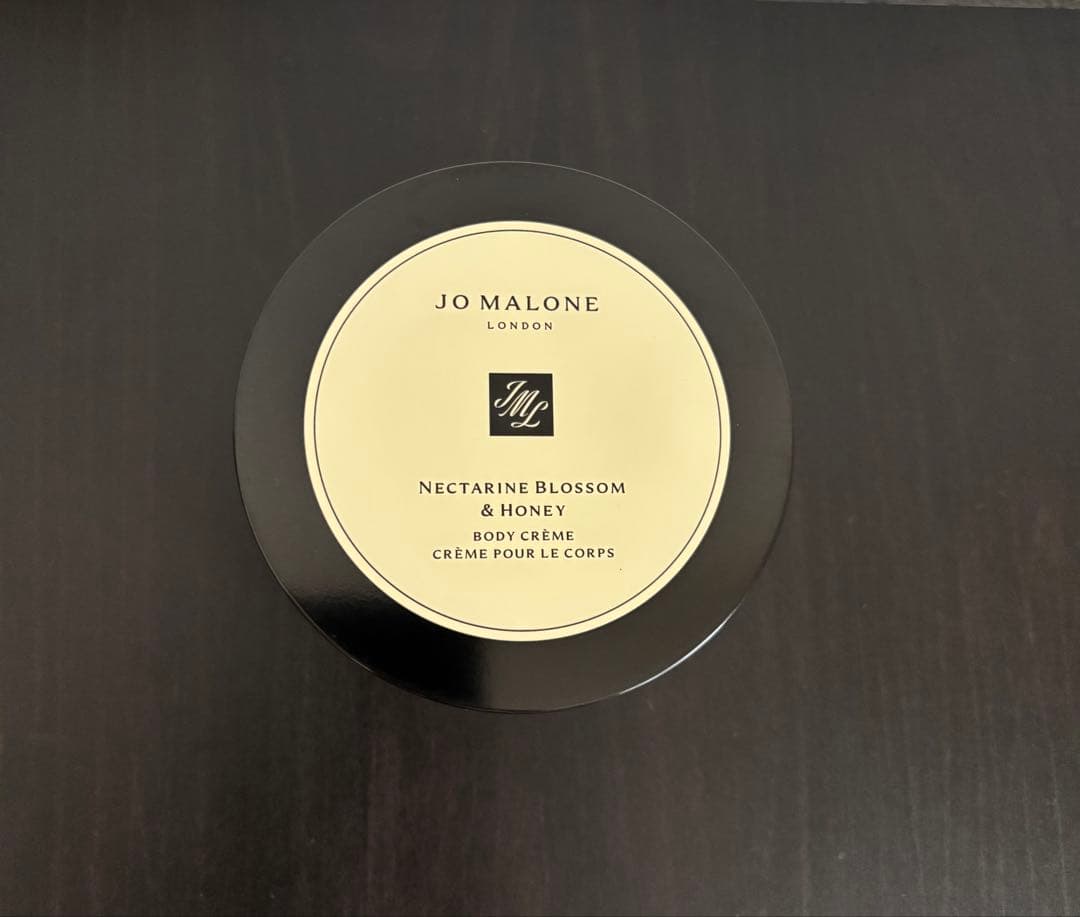 JO MALONE
LONDON
JML
NECTARINE BLOSSOM
& HONEY
BODY CRÈME
CRÈME POUR LE CORPS